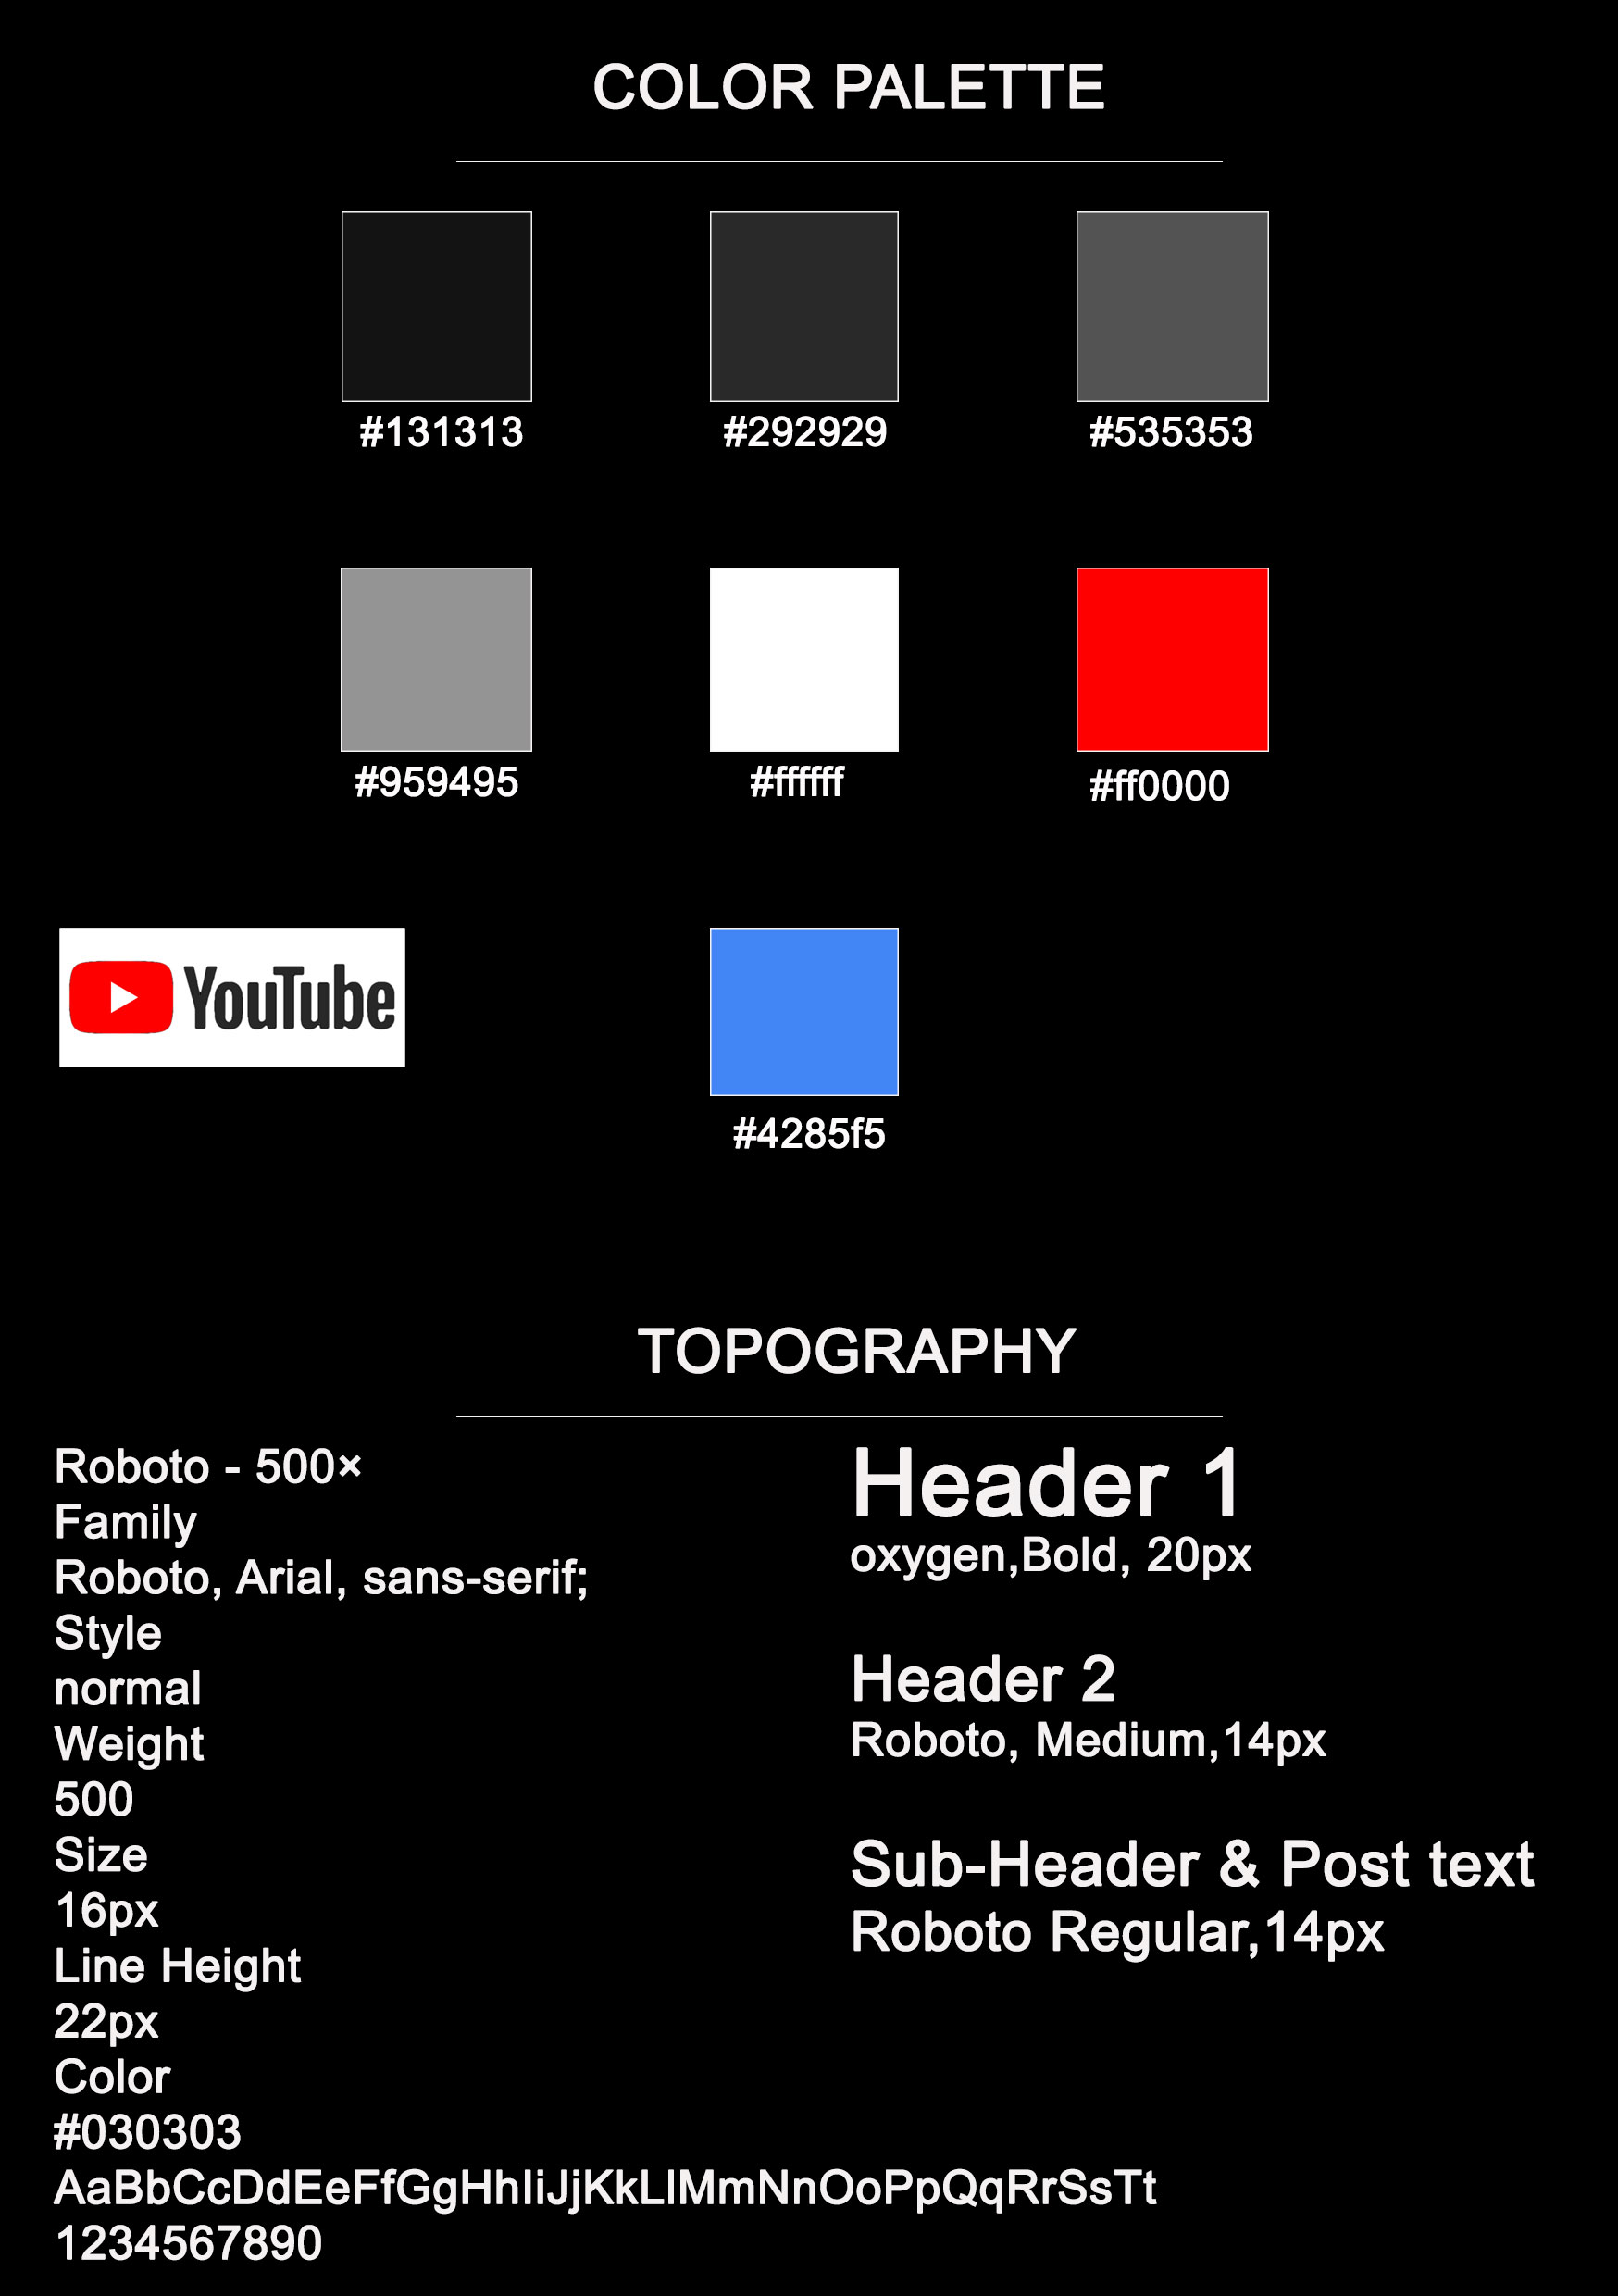 COLOR PALETTE
#131313
#292929
#535353
#959495
#ffffff
#ff0000
YouTube
#4285f5
TOPOGRAPHY
Roboto - 500×
Family
Roboto, Arial, sans-serif;
Style
normal
Weight
500
Size
16px
Line Height
22px
Color
#030303
AaBbCcDdEeFfGgHhIiJjKkLlMmNnOoPpQqRrSsTt
1234567890
Header 1
oxygen,Bold, 20px
Header 2
Roboto, Medium,14px
Sub-Header & Post text
Roboto Regular,14px